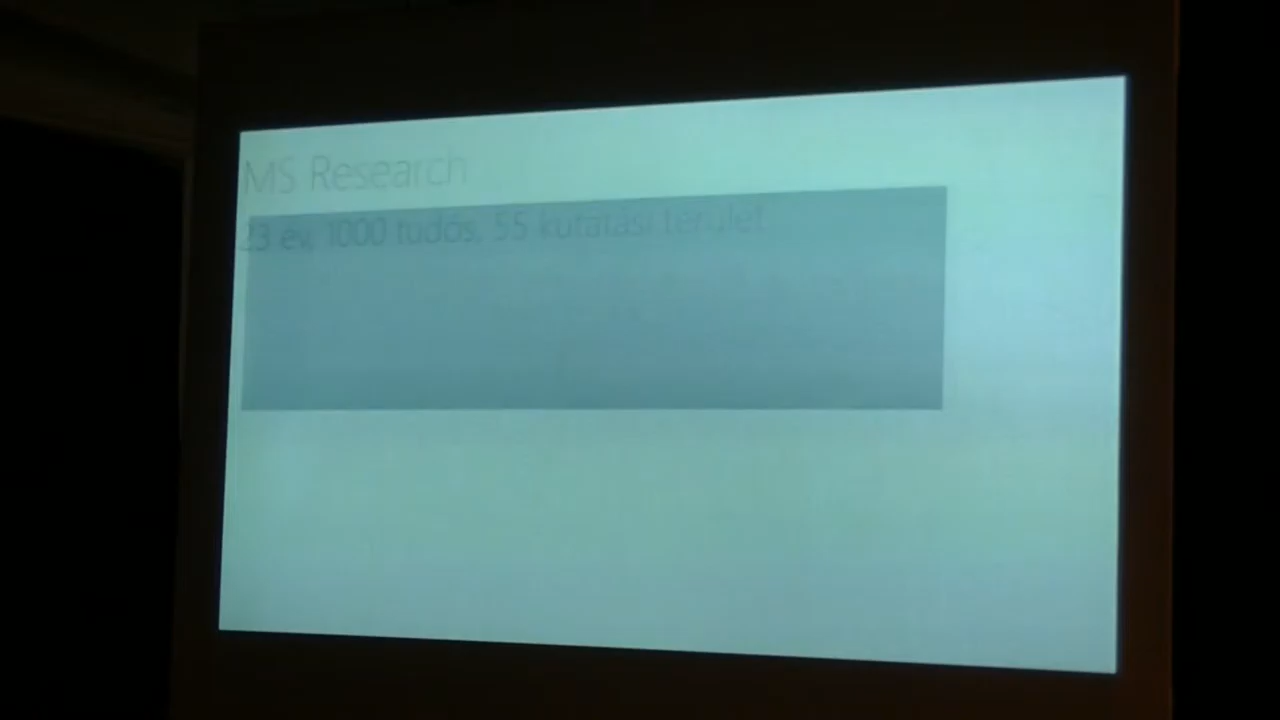 MS Research
23 év, 1000 tudós, 55 kutatási terület